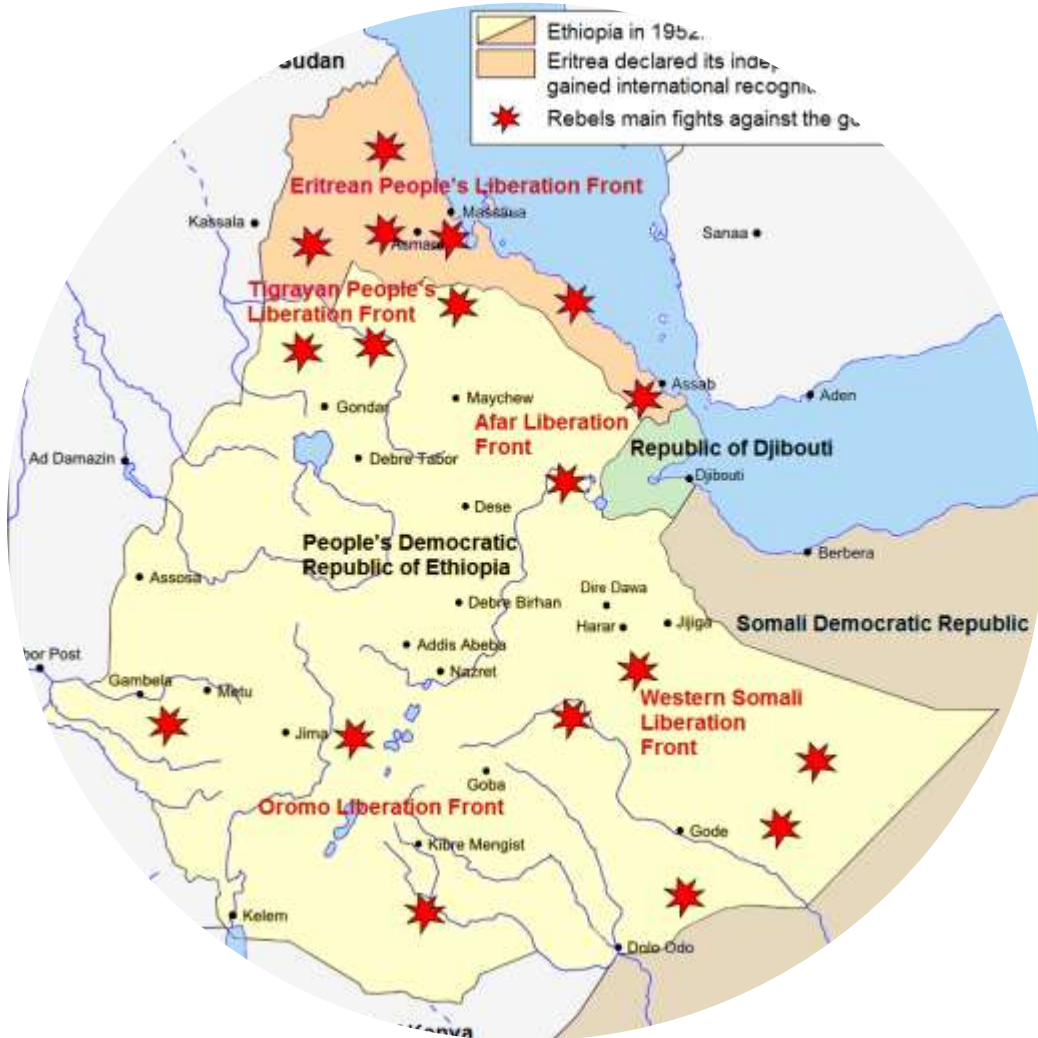 Ethiopia in 1952.
Sudan
Eritrea declared its
gained international
Rebels main fights against the
Eritrean People's Liberation Front
Massaua
Kassala
Sanaa
Asmara
Tigrayan People's
Liberation Front
Assab
Aden
Maychew
Gondar
Afar Liberation
Front
Republic of Djibouti
Ad Damazin
Debre Tabor
Djibouti
Dese
People's Democratic
Republic of Ethiopia
Berbera
Assosa
Dire Dawa
Debre Birhan
Harar
Jijiga
Somali Democratic Republic
Addis Abeba
Post
Nazret
Gambela
Metu
Western Somali
Liberation
Front
Jima
Goba
Oromo Liberation Front
Gode
Kibre Mengist
Kelem
Dolo Odo
Kenya